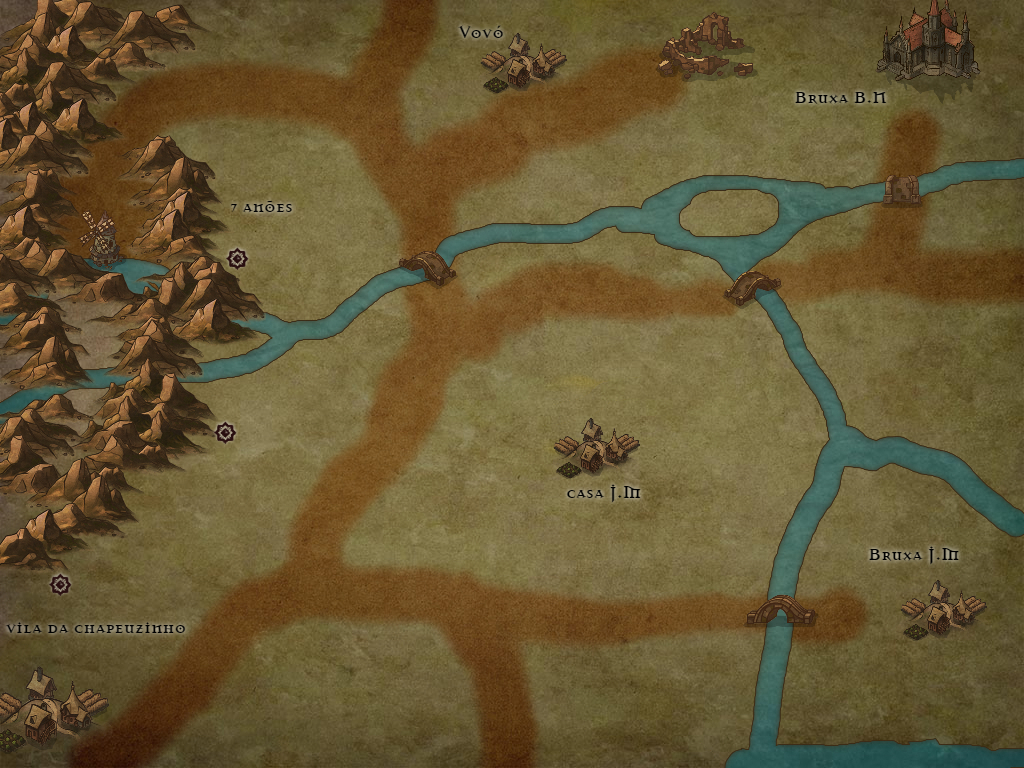 Vovó
Bruxa B.N
7 anões
casa J.M
Bruxa J.M
vila da chapeuzinho